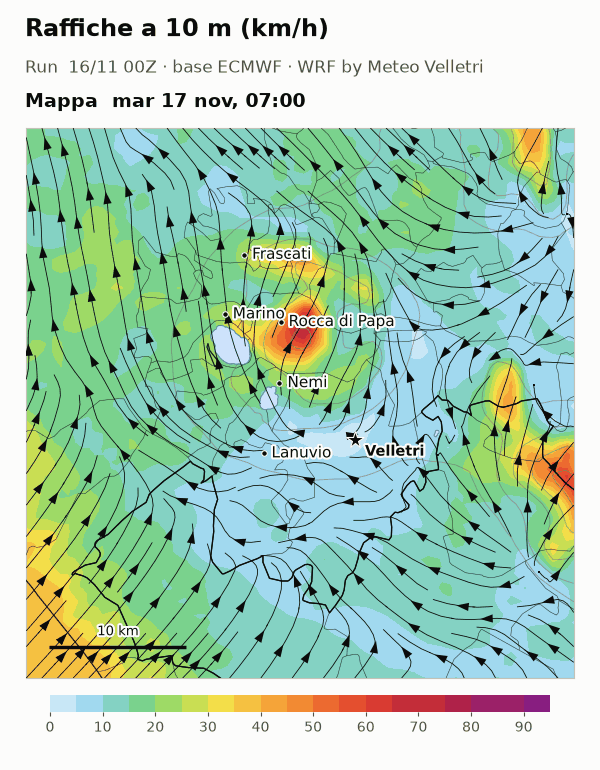 Raffiche a 10 m (km/h)
Run  16/11 00Z · base ECMWF · WRF by Meteo Velletri
Mappa  mar 17 nov, 07:00
Frascati
Marino
Rocca di Papa
Nemi
Lanuvio
Velletri
10 km
0 10 20 30 40 50 60 70 80 90